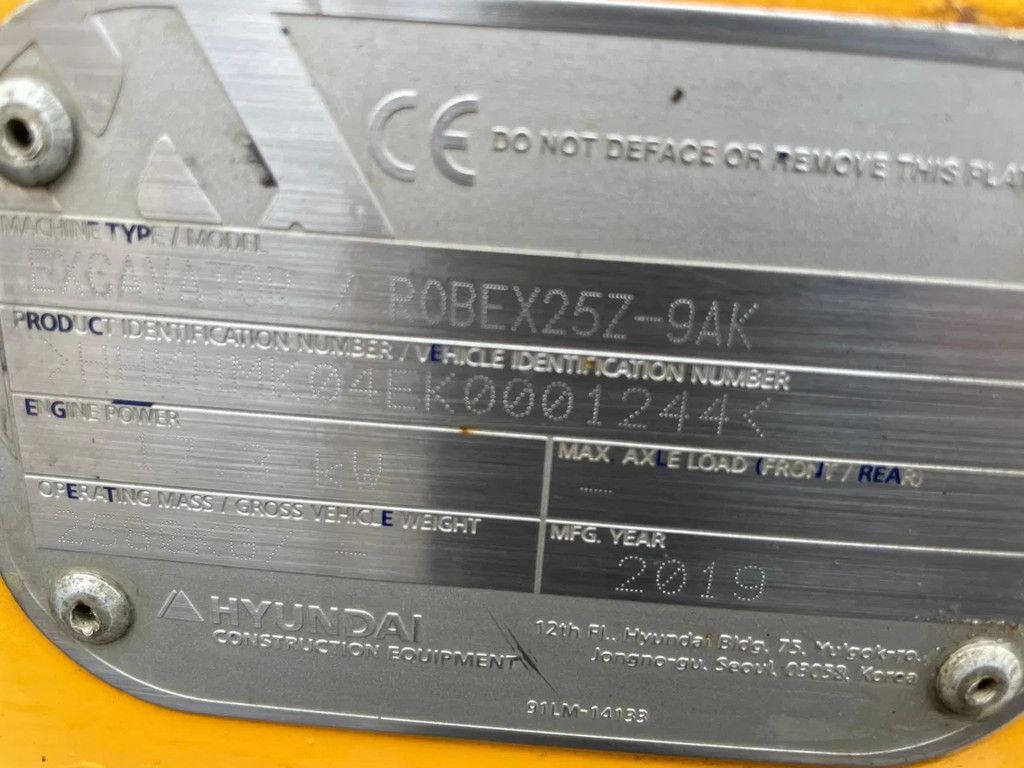 CE DO NOT DEFACE OR REMOVE THIS
MACHINE TYPE / MODEL
EXCAVATOR / ROBEX25Z-9AK
PRODUCT IDENTIFICATION NUMBER / VEHICLE IDENTIFICATION NUMBER
ENGINE POWER
kW
MAX. AXLE LOAD (FRONT / REAR)
OPERATING MASS / GROSS VEHICLE WEIGHT
MFG. YEAR
2019
HYUNDAI
CONSTRUCTION EQUIPMENT
12th Fl., Hyundai Bldg. 75, Yulgok-ro,
Jongno-gu, Seoul, 03058, Korea
91LM-14133